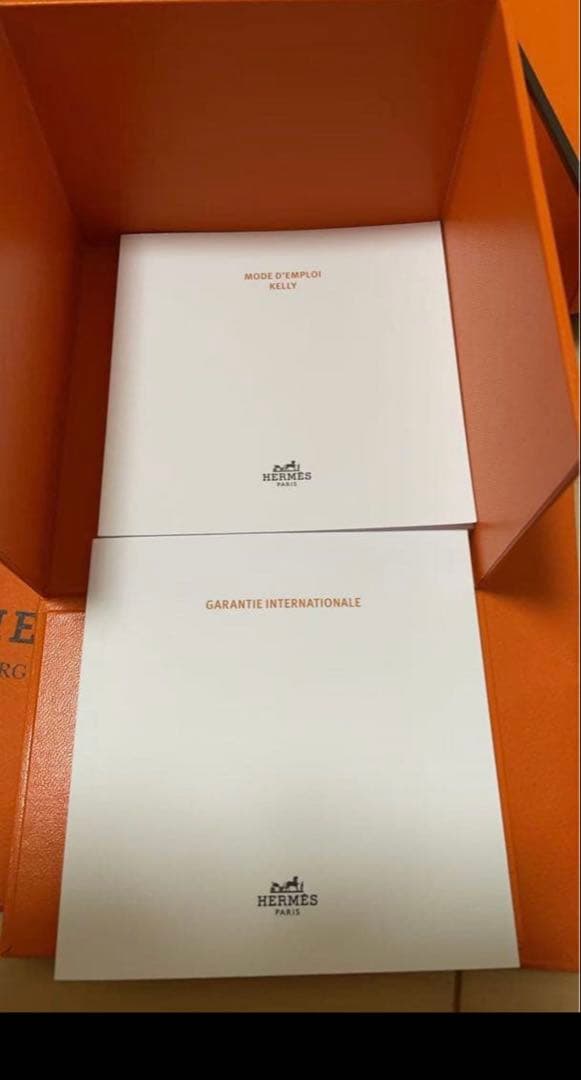 MODE D'EMPLOI
KELLY
HERMÈS
PARIS
GARANTIE INTERNATIONALE
HERMÈS
PARIS